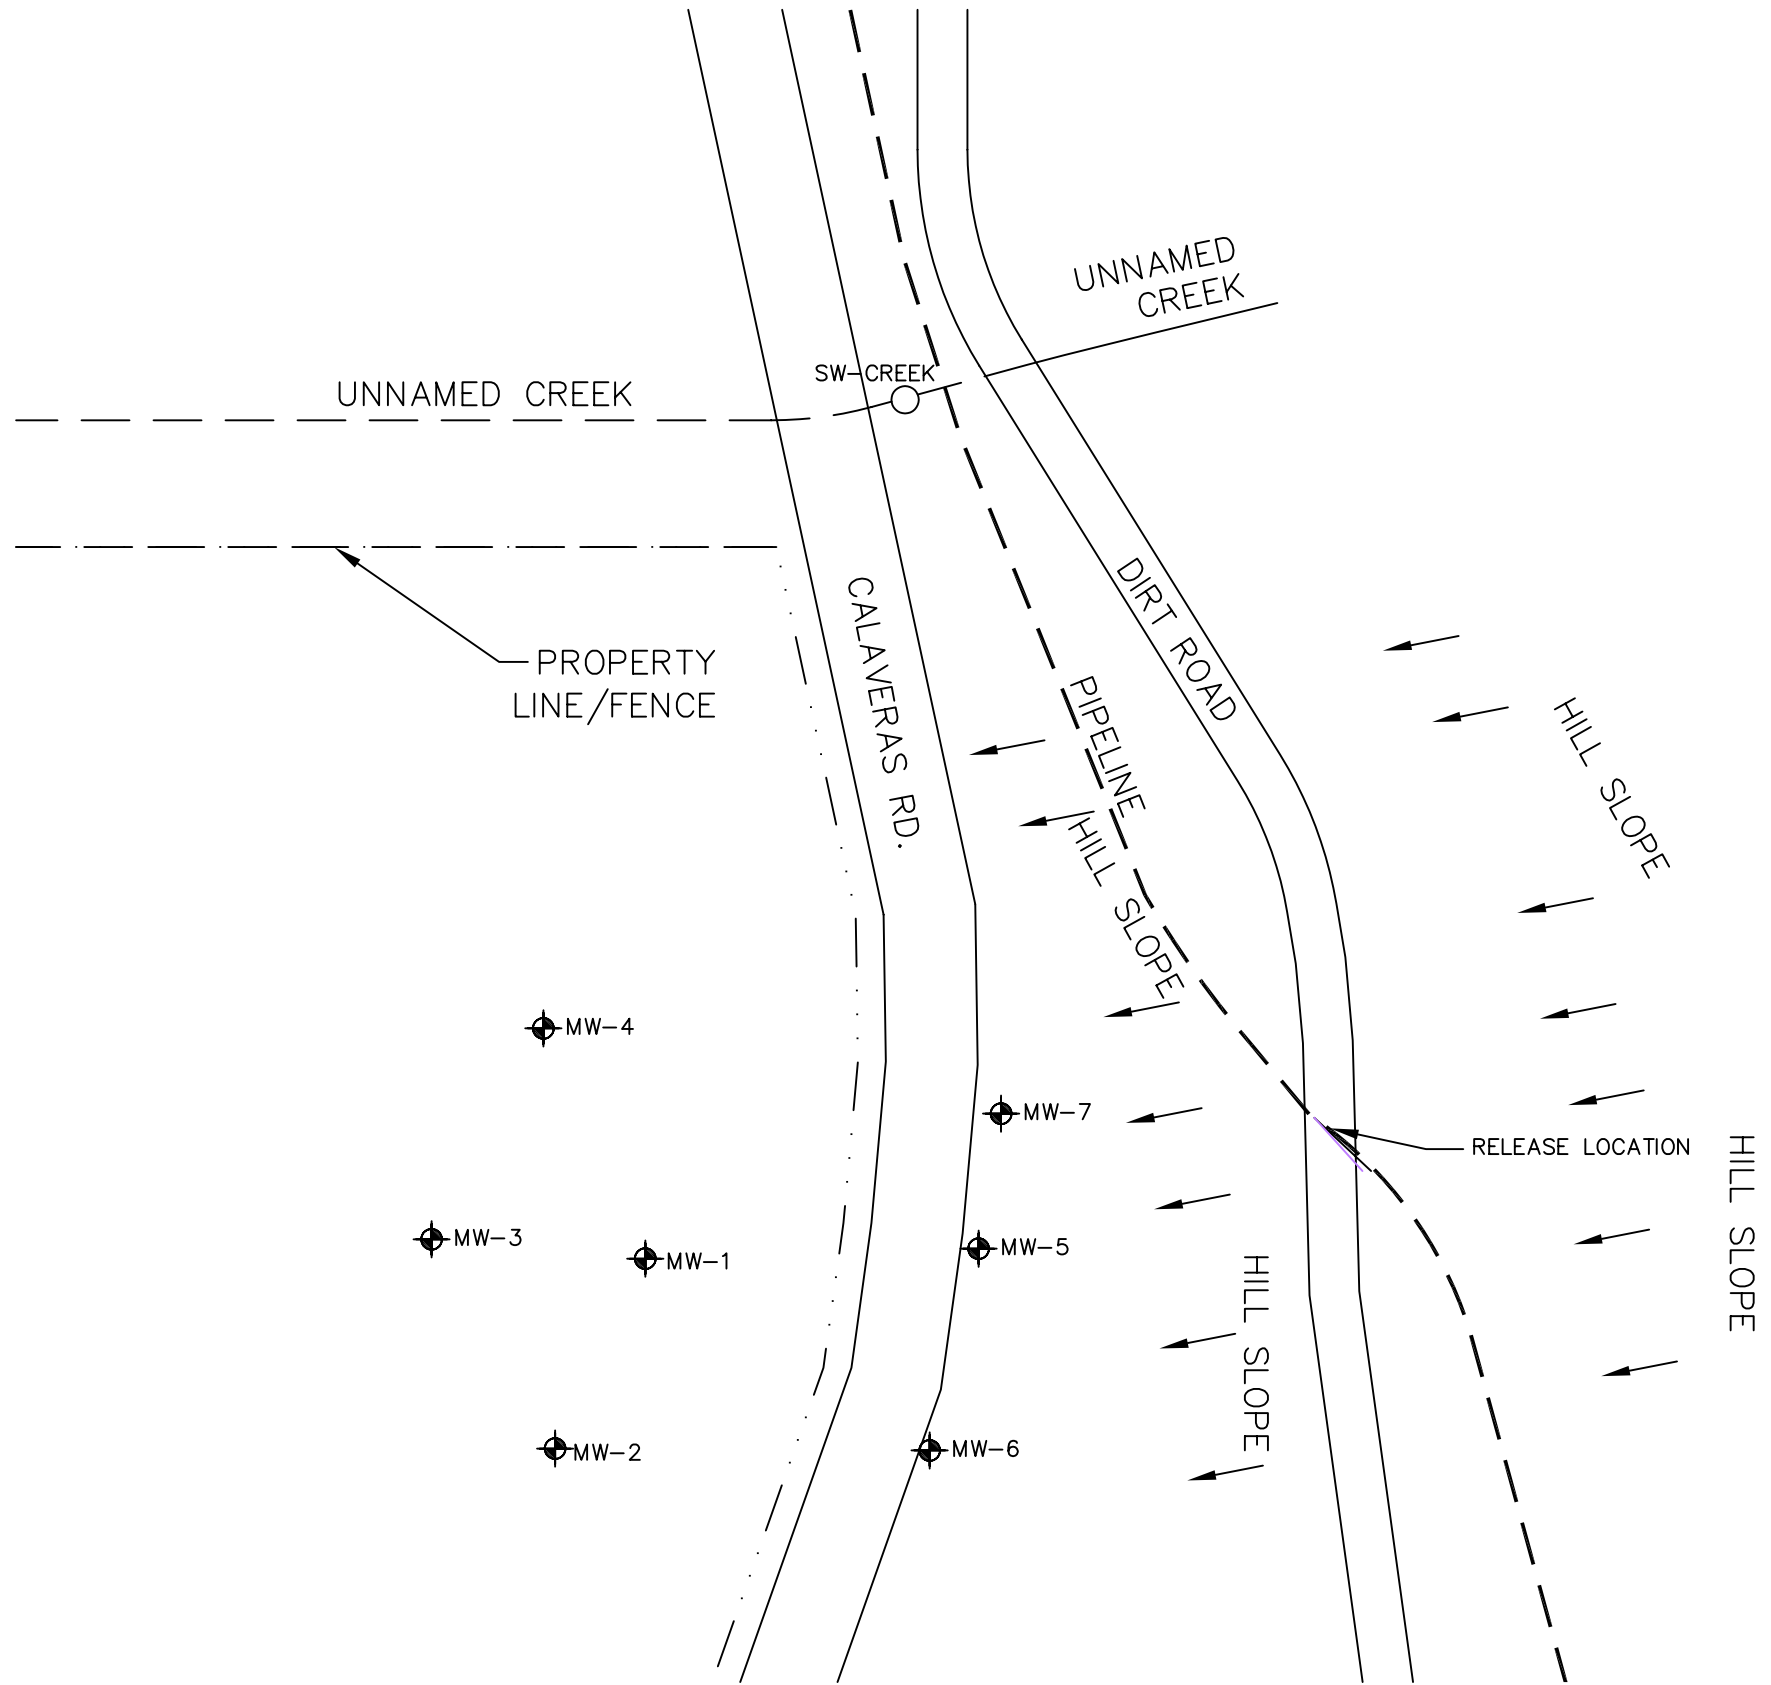 UNNAMED
CREEK
SW-CREEK
UNNAMED CREEK
DIRT ROAD
CALAVERAS RD.
PROPERTY
LINE/FENCE
PIPELINE
HILL SLOPE
HILL SLOPE
MW-4
MW-7
RELEASE LOCATION
HILL SLOPE
MW-3
MW-1
MW-5
HILL SLOPE
MW-2
MW-6